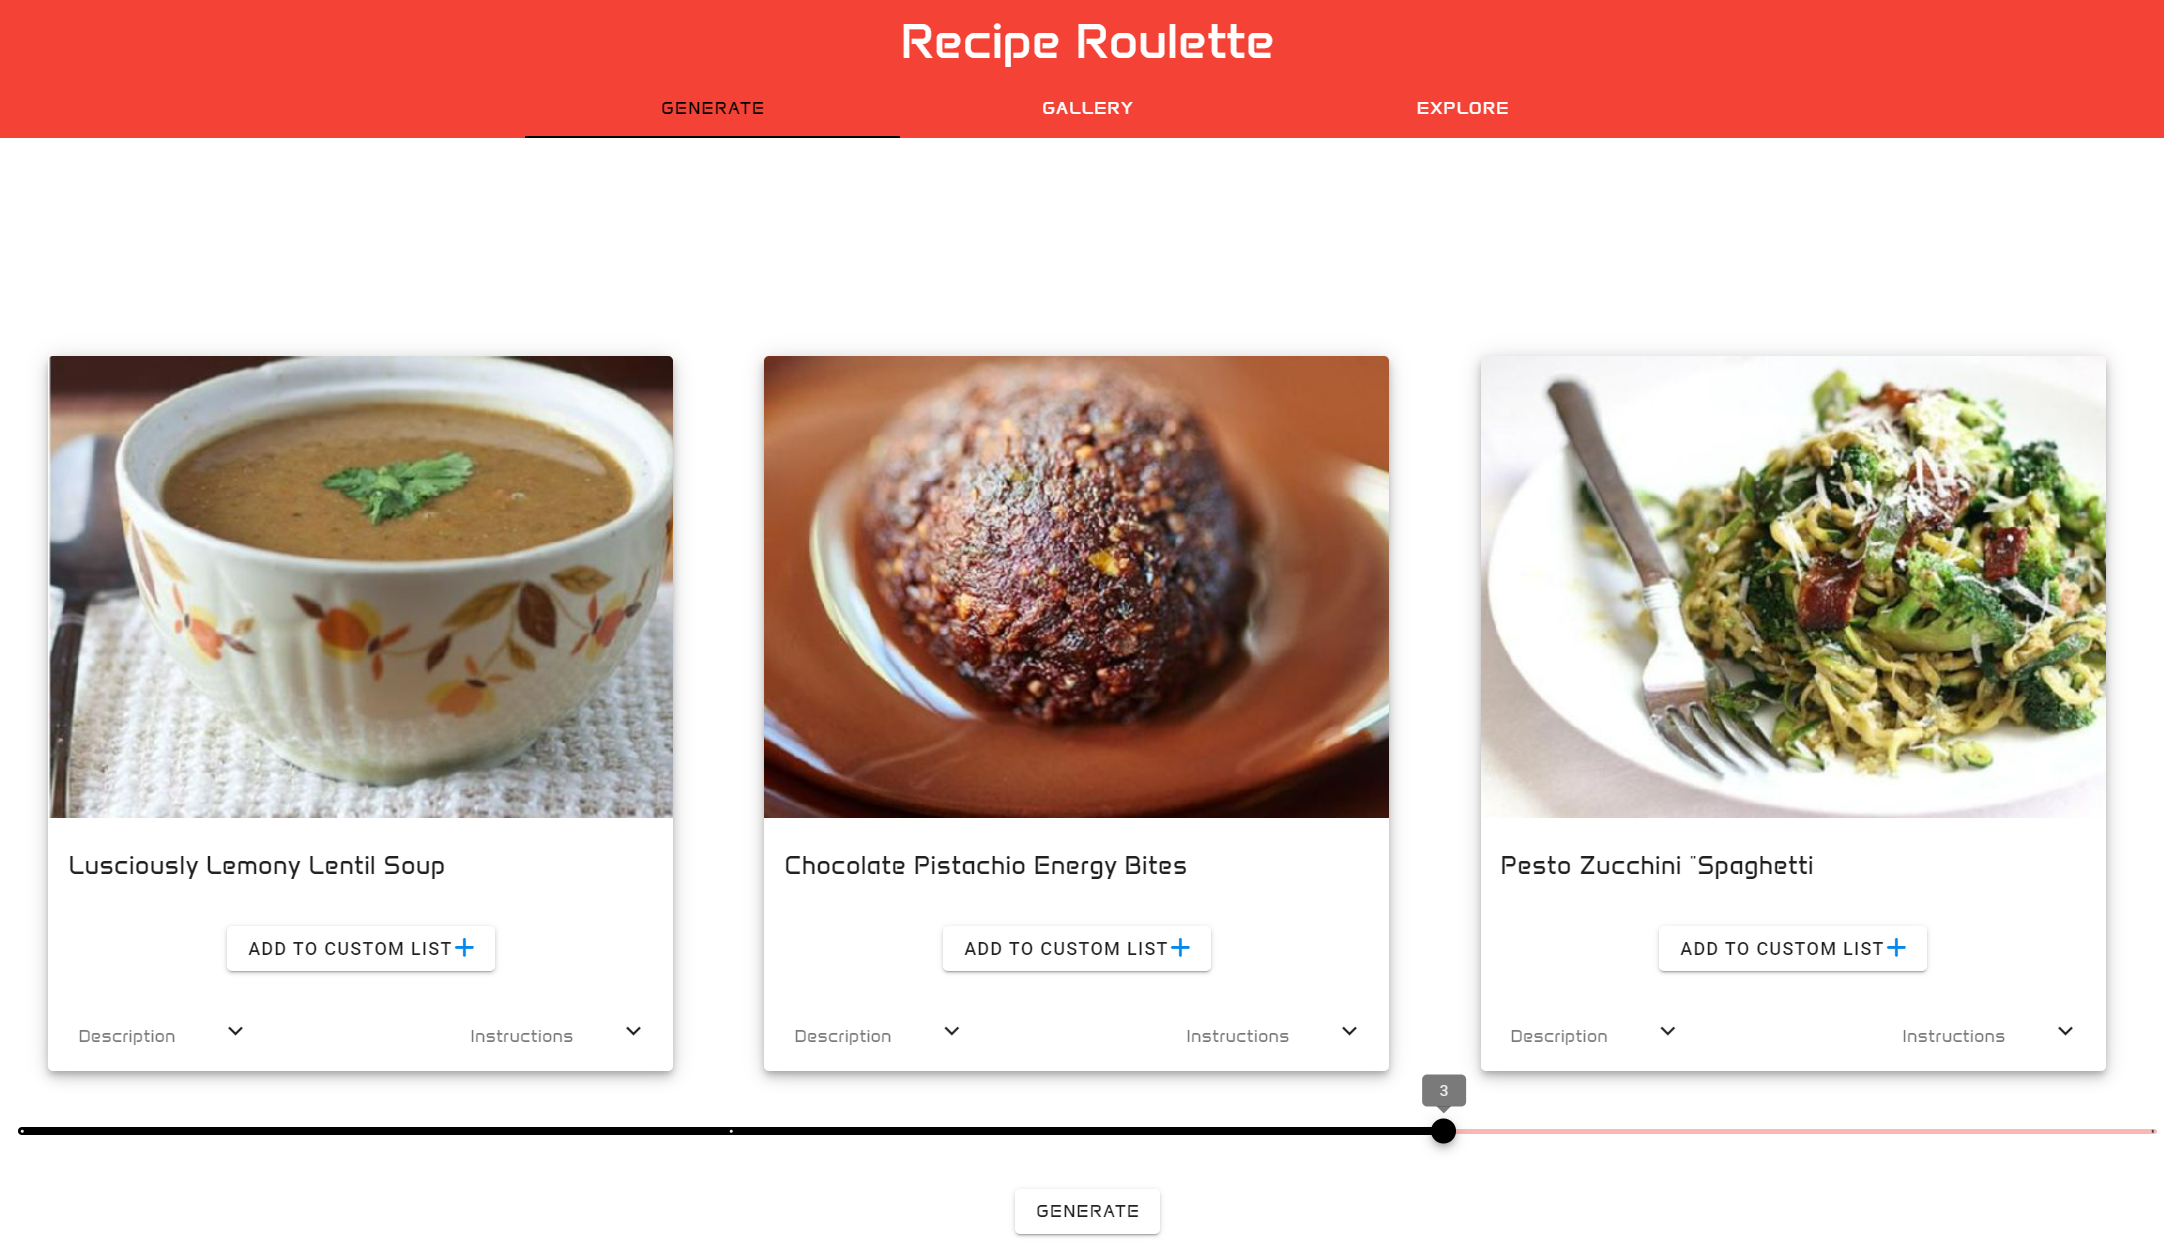 Recipe Roulette
GENERATE GALLERY EXPLORE
Lusciously Lemony Lentil Soup
ADD TO CUSTOM LIST
Description Instructions
Chocolate Pistachio Energy Bites
ADD TO CUSTOM LIST
Description Instructions
Pesto Zucchini "Spaghetti
ADD TO CUSTOM LIST
Description Instructions
3
GENERATE